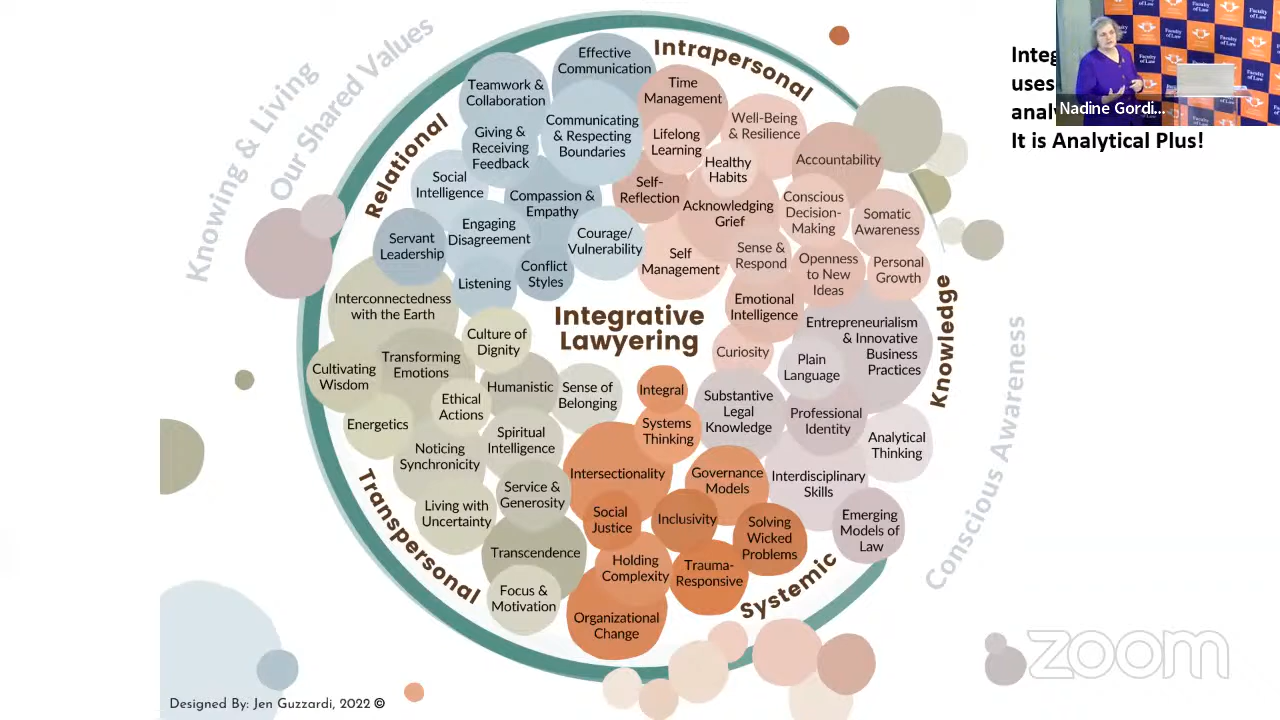 Knowing & Living
Our Shared Values
Relational
Teamwork &
Collaboration
Effective
Communication
Giving &
Receiving
Feedback
Communicating
& Respecting
Boundaries
Social
Intelligence
Compassion &
Empathy
Servant
Leadership
Engaging
Disagreement
Courage/
Vulnerability
Listening
Conflict
Styles
Intrapersonal
Time
Management
Well-Being
& Resilience
Lifelong
Learning
Healthy
Habits
Accountability
Self-
Reflection
Acknowledging
Grief
Conscious
Decision-
Making
Somatic
Awareness
Self
Management
Sense &
Respond
Openness
to New
Ideas
Personal
Growth
Emotional
Intelligence
Curiosity
Integrative
Lawyering
Knowledge
Entrepreneurialism
& Innovative
Business
Practices
Plain
Language
Substantive
Legal
Knowledge
Professional
Identity
Analytical
Thinking
Interdisciplinary
Skills
Emerging
Models of
Law
Conscious Awareness
Interconnectedness
with the Earth
Culture of
Dignity
Cultivating
Wisdom
Transforming
Emotions
Humanistic
Sense of
Belonging
Ethical
Actions
Energetics
Spiritual
Intelligence
Noticing
Synchronicity
Service &
Generosity
Living with
Uncertainty
Transcendence
Focus &
Motivation
Transpersonal
Integral
Systems
Thinking
Intersectionality
Governance
Models
Social
Justice
Inclusivity
Solving
Wicked
Problems
Holding
Complexity
Trauma-
Responsive
Organizational
Change
Systemic
uses
It is Analytical Plus!
Faculty
of Law
Nadine Gordi...
zoom
Designed By: Jen Guzzardi, 2022 ©